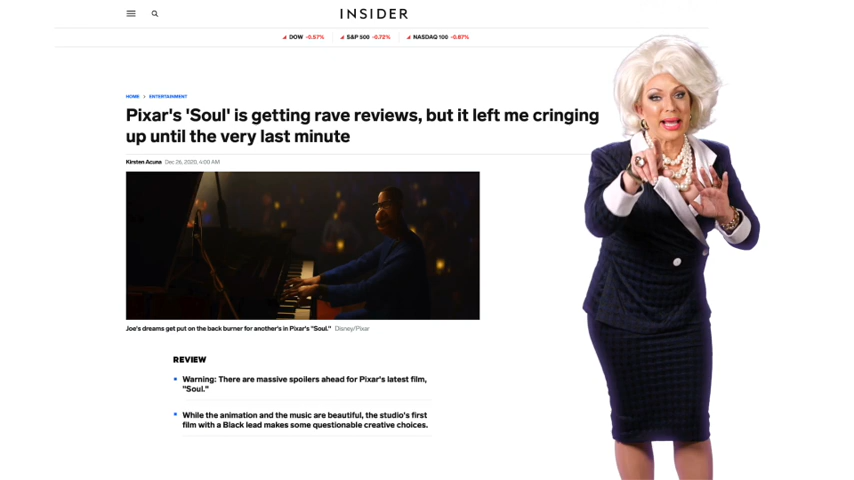 INSIDER
DOW -0.57% S&P 500 -0.72% NASDAQ 100 -0.87%
HOME > ENTERTAINMENT
Pixar's 'Soul' is getting rave reviews, but it left me cringing
up until the very last minute
Kirsten Acuna Dec 26, 2020, 4:00 AM
Joe's dreams get put on the back burner for another's in Pixar's "Soul." Disney/Pixar
REVIEW
Warning: There are massive spoilers ahead for Pixar's latest film,
"Soul."
While the animation and the music are beautiful, the studio's first
film with a Black lead makes some questionable creative choices.